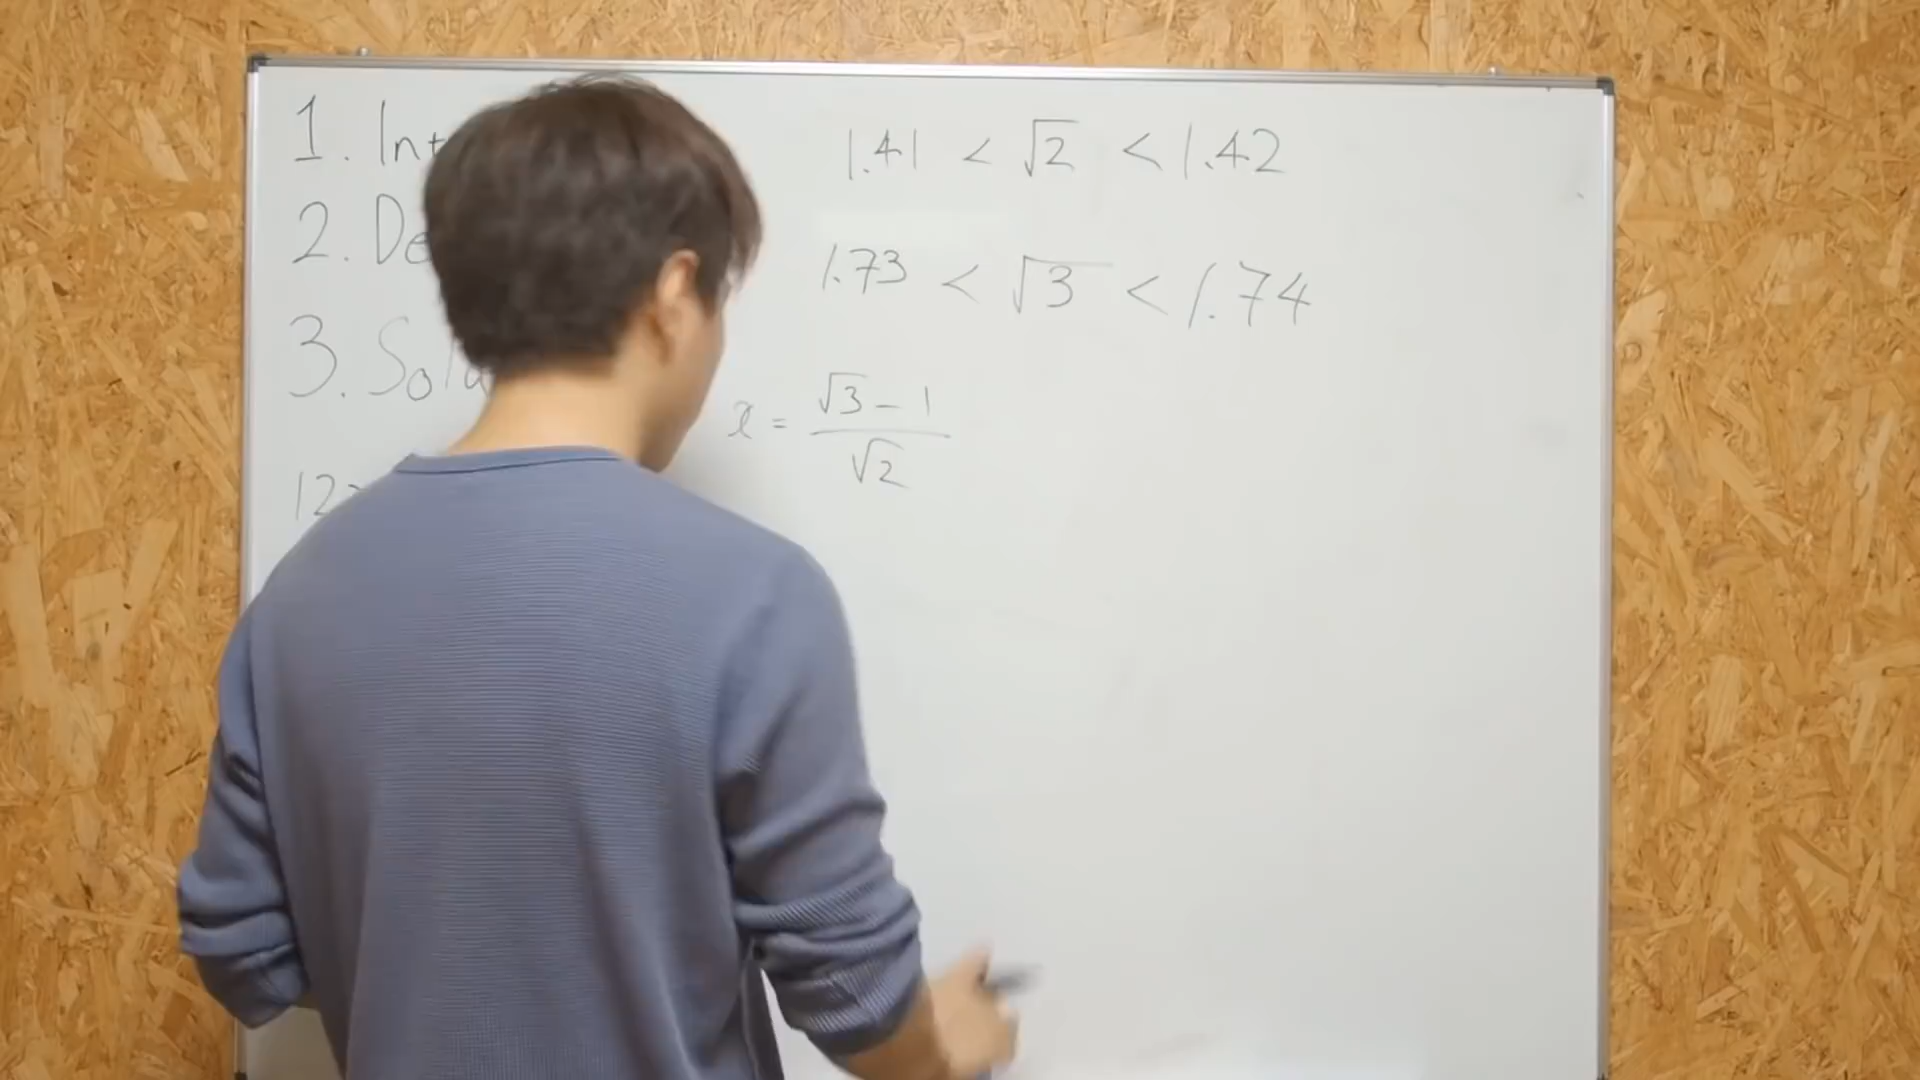 1. Int
2. De
3. Solu
12
1.41 < √2 < 1.42
1.73 < √3 < 1.74
x = (√3 - 1) / √2